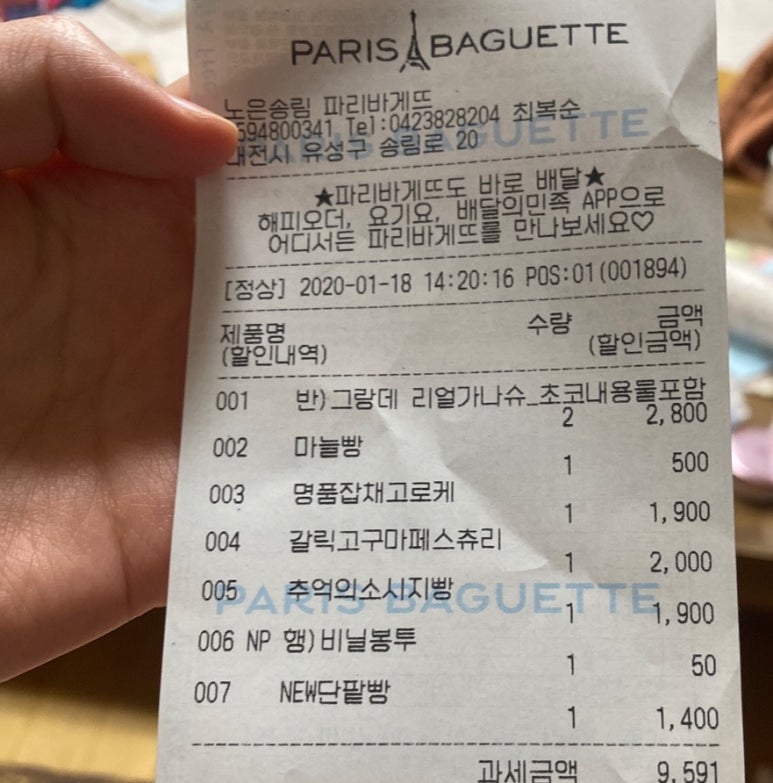 PARIS BAGUETTE
노은송림 파리바게뜨
594800341 Tel:0423828204 최복순
대전시 유성구 송림로 20
★파리바게뜨도 바로 배달★
해피오더, 요기요, 배달의민족 APP으로
어디서든 파리바게뜨를 만나보세요♡
[정상] 2020-01-18 14:20:16 POS:01(001894)
제품명 수량 금액
(할인내역) (할인금액)
001 반)그랑데 리얼가나슈_초코내용물포함
2 2,800
002 마늘빵
1 500
003 명품잡채고로케
1 1,900
004 갈릭고구마페스츄리
1 2,000
005 추억의소시지빵
PARIS BAGUETTE
1 1,900
006 NP 행)비닐봉투
1 50
007 NEW단팥빵
1 1,400
과세금액 9,591